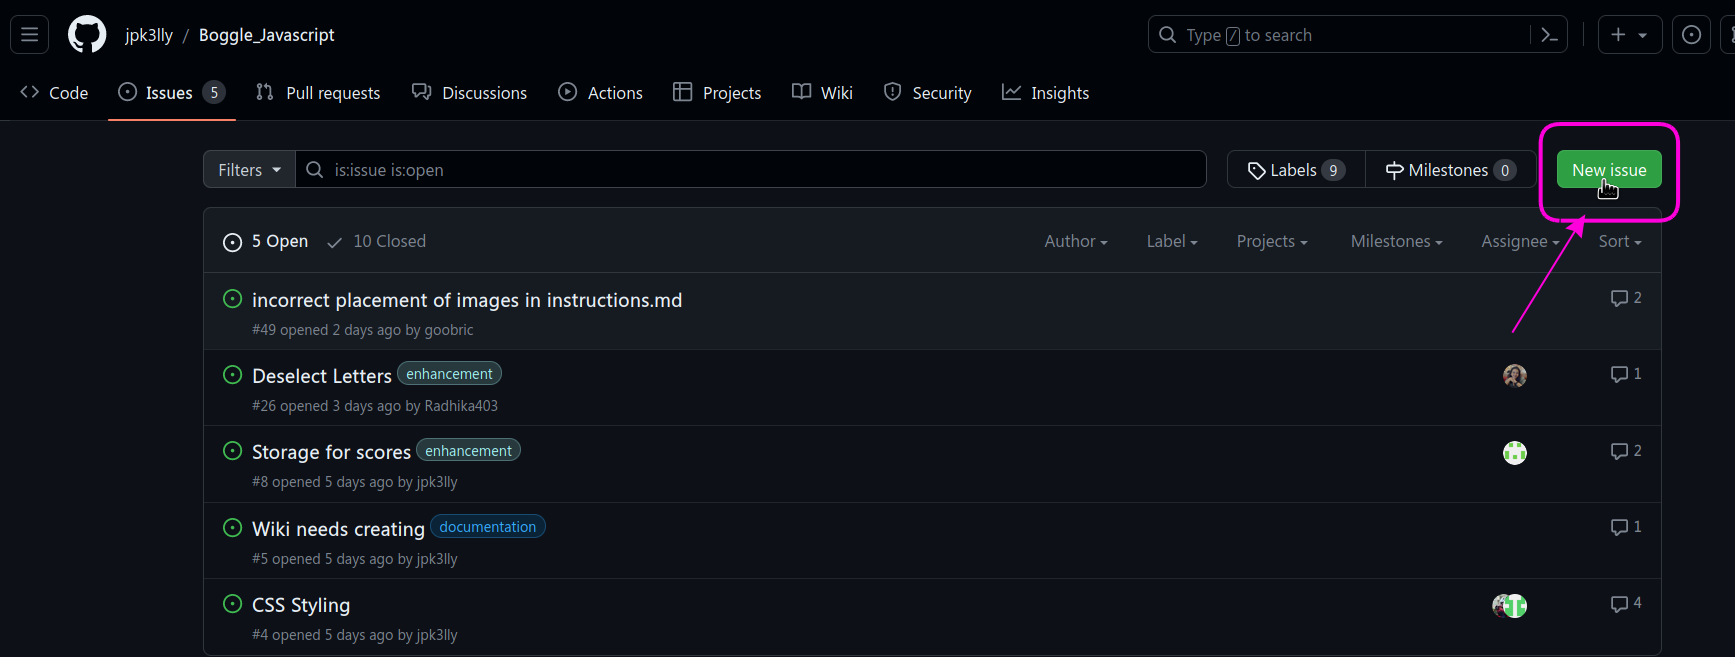 jpk3lly / Boggle_Javascript
Type / to search
Code
Issues 5
Pull requests
Discussions
Actions
Projects
Wiki
Security
Insights
Filters
is:issue is:open
Labels 9
Milestones 0
New issue
5 Open
10 Closed
Author
Label
Projects
Milestones
Assignee
Sort
incorrect placement of images in instructions.md
2
#49 opened 2 days ago by goobric
Deselect Letters enhancement
1
#26 opened 3 days ago by Radhika403
Storage for scores enhancement
2
#8 opened 5 days ago by jpk3lly
Wiki needs creating documentation
1
#5 opened 5 days ago by jpk3lly
CSS Styling
4
#4 opened 5 days ago by jpk3lly